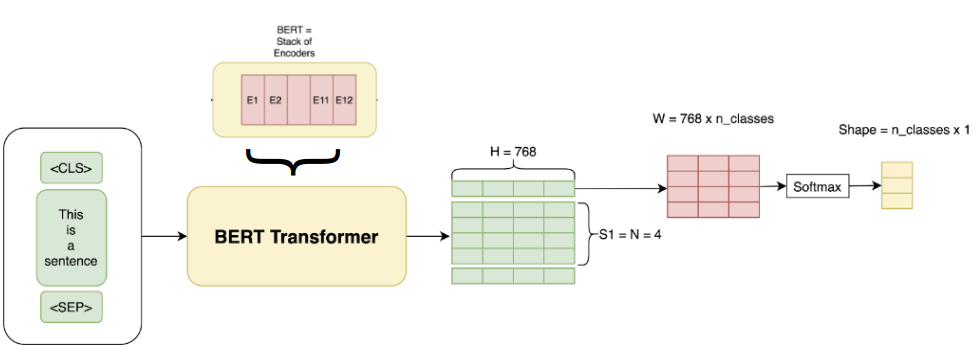 BERT =
Stack of
Encoders
E1 E2 E11 E12
<CLS>
This
is
a
sentence
<SEP>
BERT Transformer
H = 768
S1 = N = 4
W = 768 x n_classes
Softmax
Shape = n_classes x 1